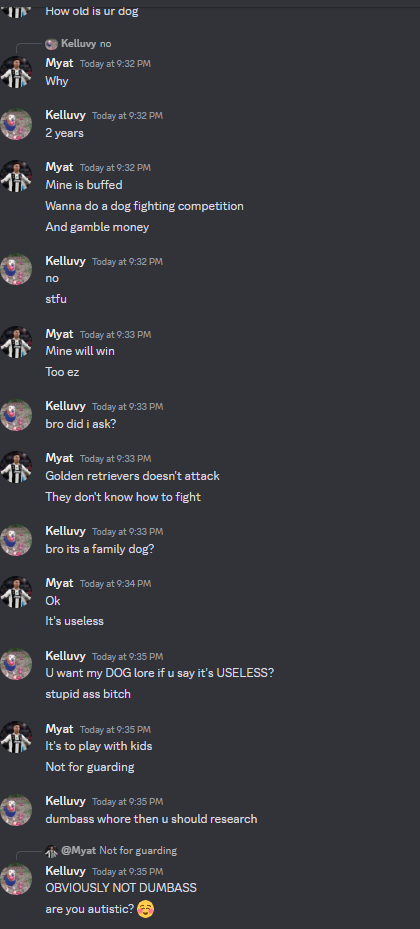 How old is ur dog
Kelluvy no
Myat Today at 9:32 PM
Why
Kelluvy Today at 9:32 PM
2 years
Myat Today at 9:32 PM
Mine is buffed
Wanna do a dog fighting competition
And gamble money
Kelluvy Today at 9:32 PM
no
stfu
Myat Today at 9:33 PM
Mine will win
Too ez
Kelluvy Today at 9:33 PM
bro did i ask?
Myat Today at 9:33 PM
Golden retrievers doesn't attack
They don't know how to fight
Kelluvy Today at 9:33 PM
bro its a family dog?
Myat Today at 9:34 PM
Ok
It's useless
Kelluvy Today at 9:35 PM
U want my DOG lore if u say it's USELESS?
stupid ass bitch
Myat Today at 9:35 PM
It's to play with kids
Not for guarding
Kelluvy Today at 9:35 PM
dumbass whore then u should research
@Myat Not for guarding
Kelluvy Today at 9:35 PM
OBVIOUSLY NOT DUMBASS
are you autistic? ☺️